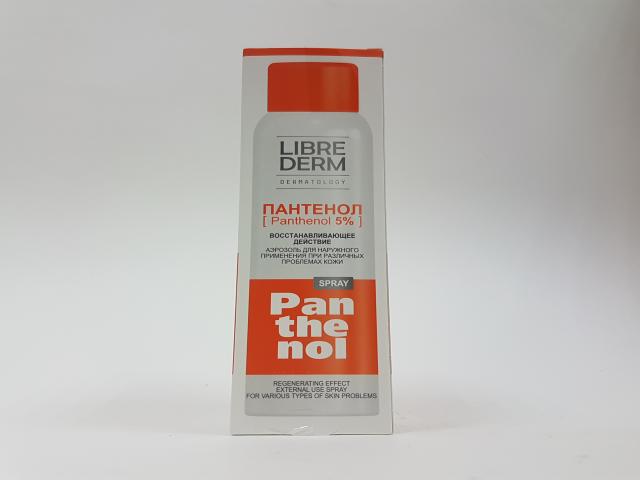 LIBRE
DERM
DERMATOLOGY
ПАНТЕНОЛ
[ Panthenol 5% ]
ВОССТАНАВЛИВАЮЩЕЕ
ДЕЙСТВИЕ
АЭРОЗОЛЬ ДЛЯ НАРУЖНОГО
ПРИМЕНЕНИЯ ПРИ РАЗЛИЧНЫХ
ПРОБЛЕМАХ КОЖИ
SPRAY
Pan
the
nol
REGENERATING EFFECT
EXTERNAL USE SPRAY
FOR VARIOUS TYPES OF SKIN PROBLEMS